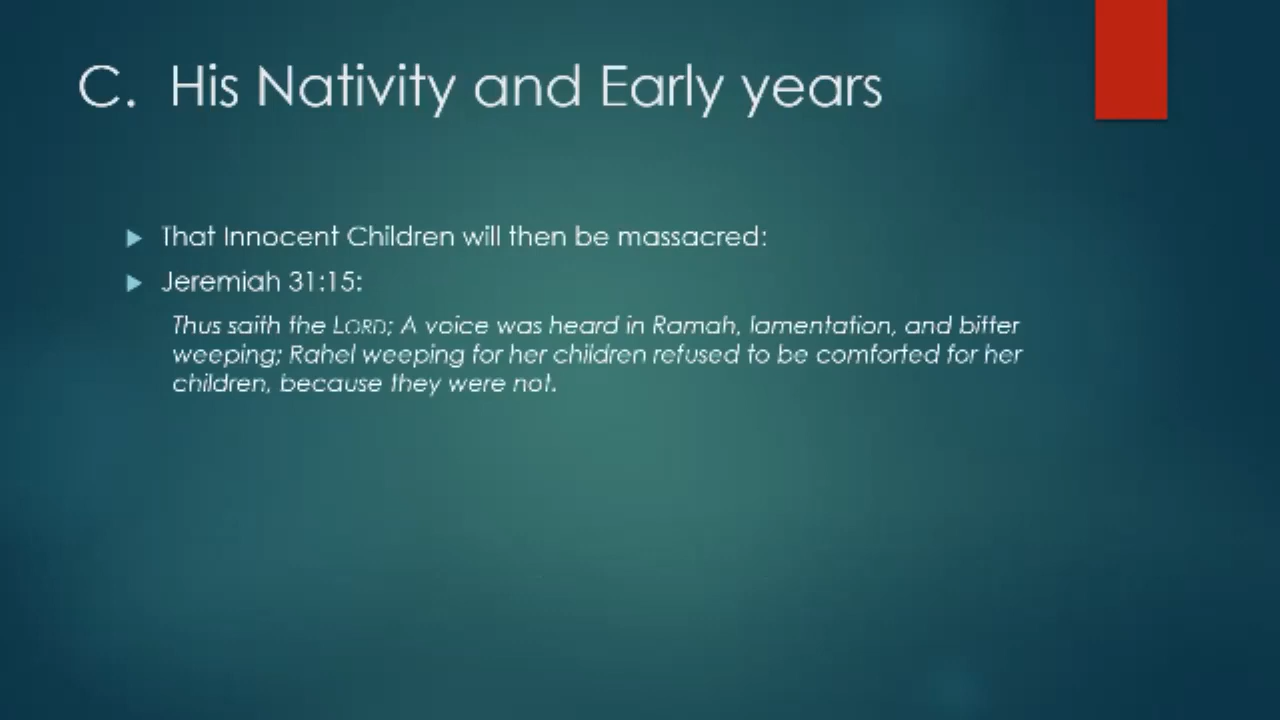 C. His Nativity and Early years
That Innocent Children will then be massacred:
Jeremiah 31:15:
Thus saith the LORD; A voice was heard in Ramah, lamentation, and bitter
weeping; Rahel weeping for her children refused to be comforted for her
children, because they were not.